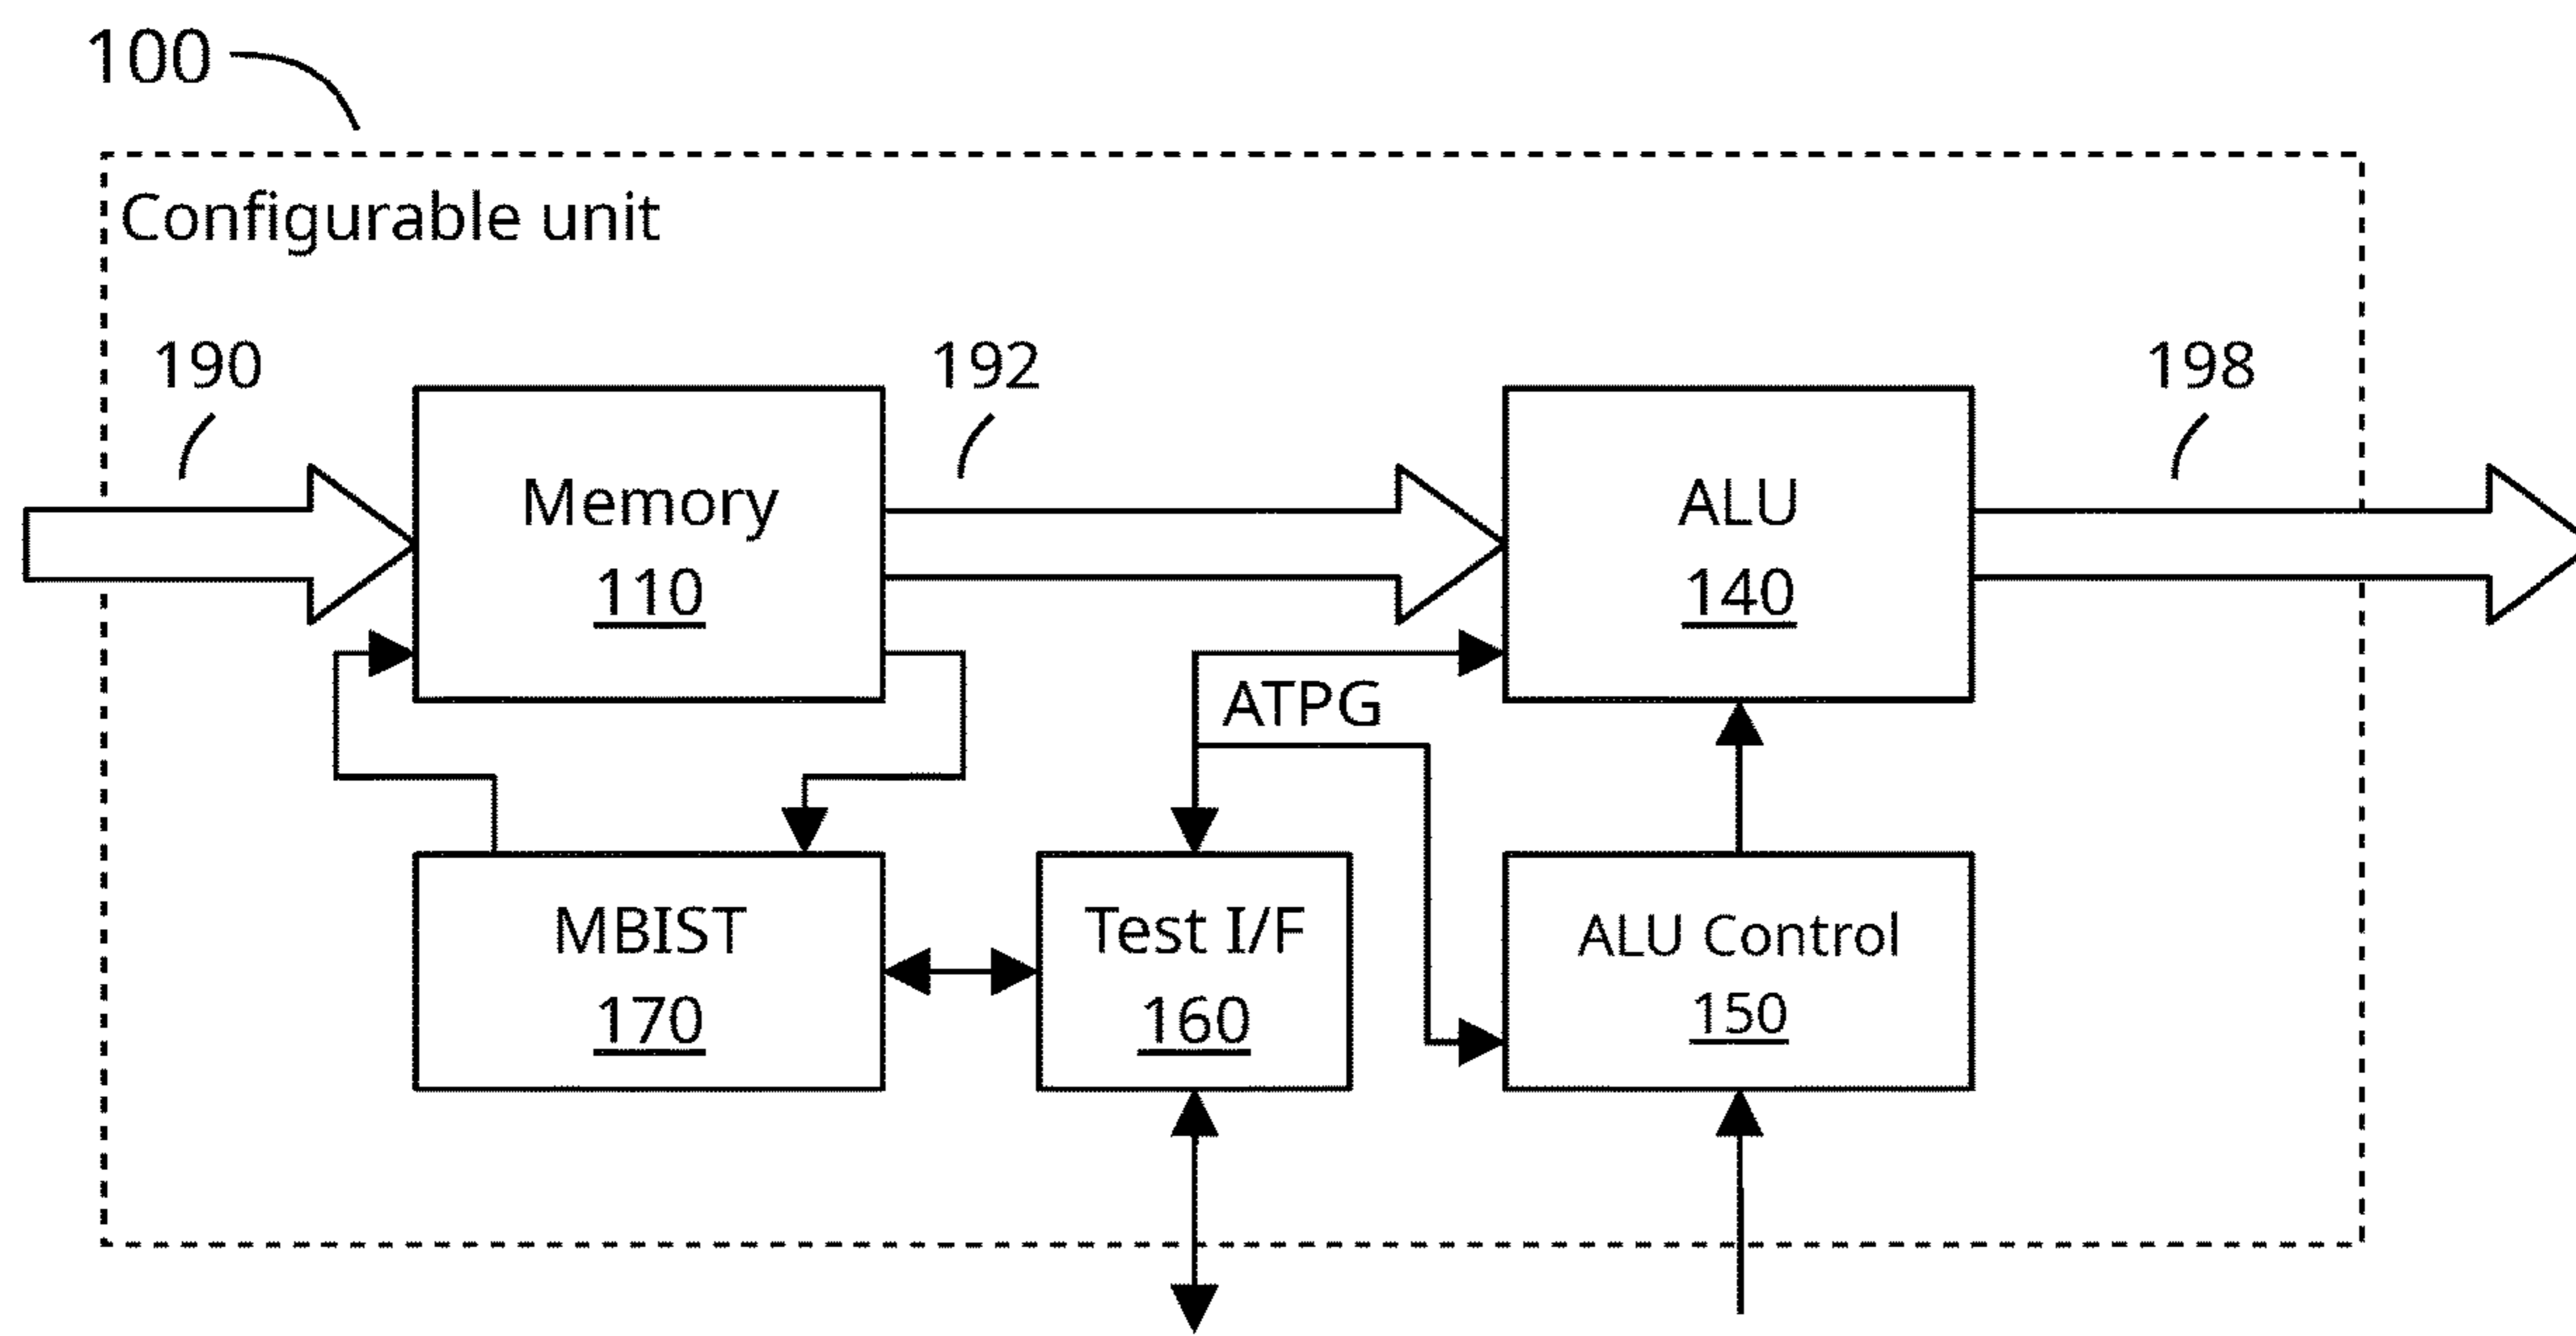 100
Configurable unit
190
192
198
Memory
110
ALU
140
ATPG
MBIST
170
Test I/F
160
ALU Control
150